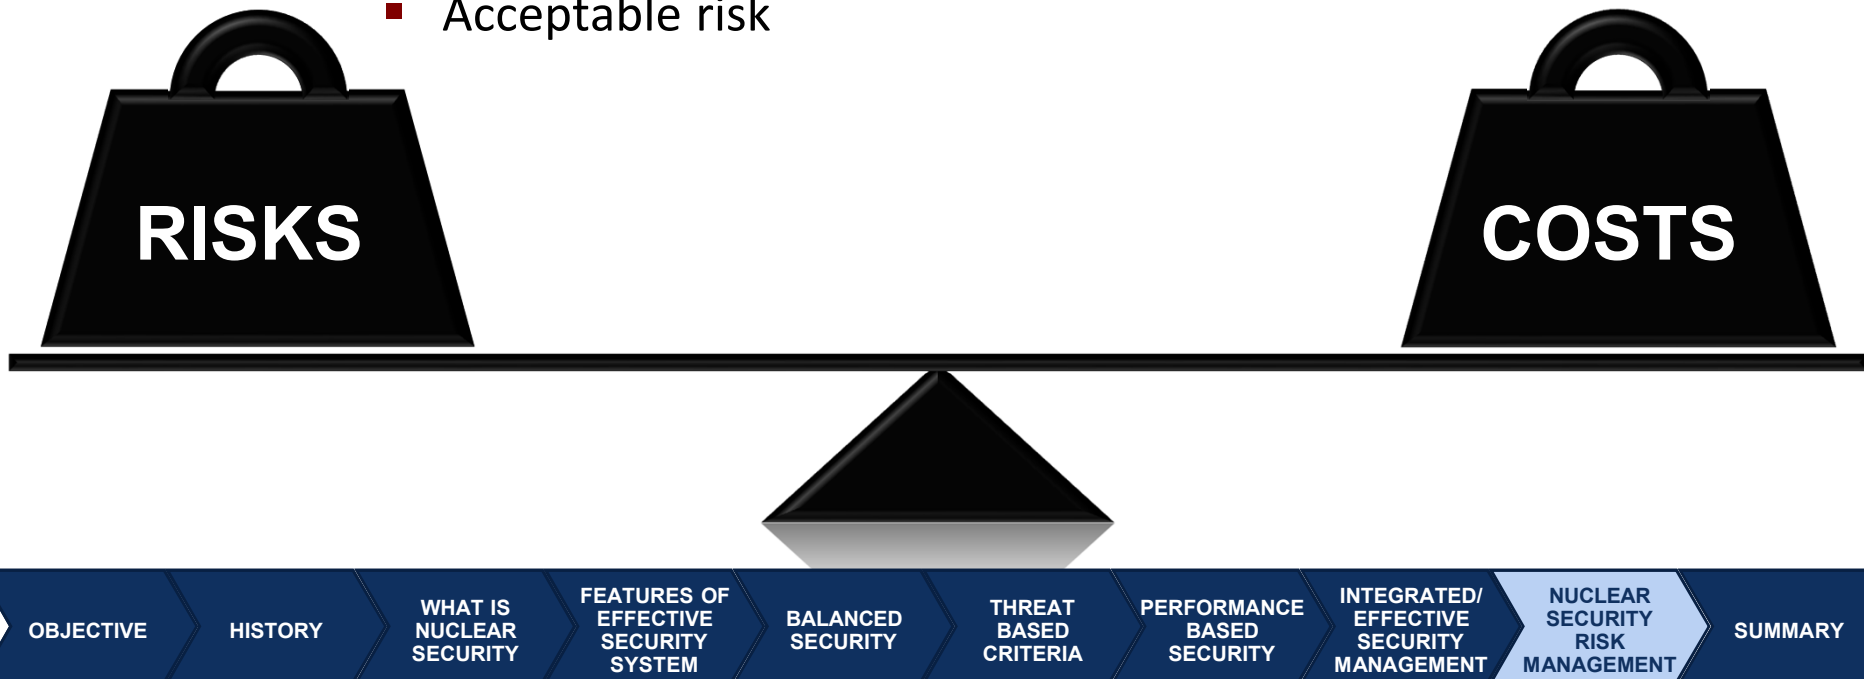 Acceptable risk
RISKS
COSTS
OBJECTIVE
HISTORY
WHAT IS
NUCLEAR
SECURITY
FEATURES OF
EFFECTIVE
SECURITY
SYSTEM
BALANCED
SECURITY
THREAT
BASED
CRITERIA
PERFORMANCE
BASED
SECURITY
INTEGRATED/
EFFECTIVE
SECURITY
MANAGEMENT
NUCLEAR
SECURITY
RISK
MANAGEMENT
SUMMARY